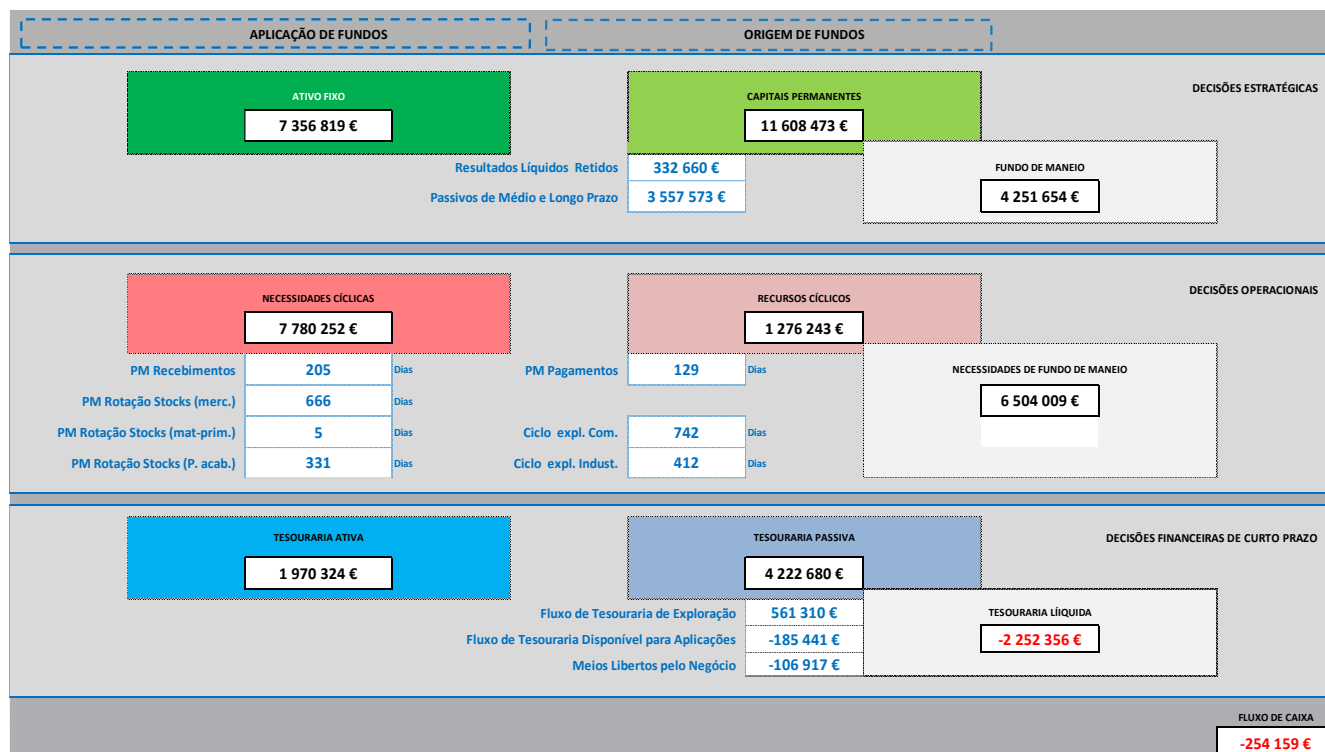 APLICAÇÃO DE FUNDOS ORIGEM DE FUNDOS
DECISÕES ESTRATÉGICAS
ATIVO FIXO CAPITAIS PERMANENTES
7 356 819 € 11 608 473 €
Resultados Líquidos Retidos 332 660 € FUNDO DE MANEIO
Passivos de Médio e Longo Prazo 3 557 573 € 4 251 654 €
DECISÕES OPERACIONAIS
NECESSIDADES CÍCLICAS RECURSOS CÍCLICOS
7 780 252 € 1 276 243 €
PM Recebimentos 205 Dias PM Pagamentos 129 Dias NECESSIDADES DE FUNDO DE MANEIO
PM Rotação Stocks (merc.) 666 Dias 6 504 009 €
PM Rotação Stocks (mat-prim.) 5 Dias Ciclo expl. Com. 742 Dias
PM Rotação Stocks (P. acab.) 331 Dias Ciclo expl. Indust. 412 Dias
TESOURARIA ATIVA TESOURARIA PASSIVA DECISÕES FINANCEIRAS DE CURTO PRAZO
1 970 324 € 4 222 680 €
Fluxo de Tesouraria de Exploração 561 310 € TESOURARIA LÍIQUIDA
Fluxo de Tesouraria Disponível para Aplicações -185 441 € -2 252 356 €
Meios Libertos pelo Negócio -106 917 €
FLUXO DE CAIXA
-254 159 €